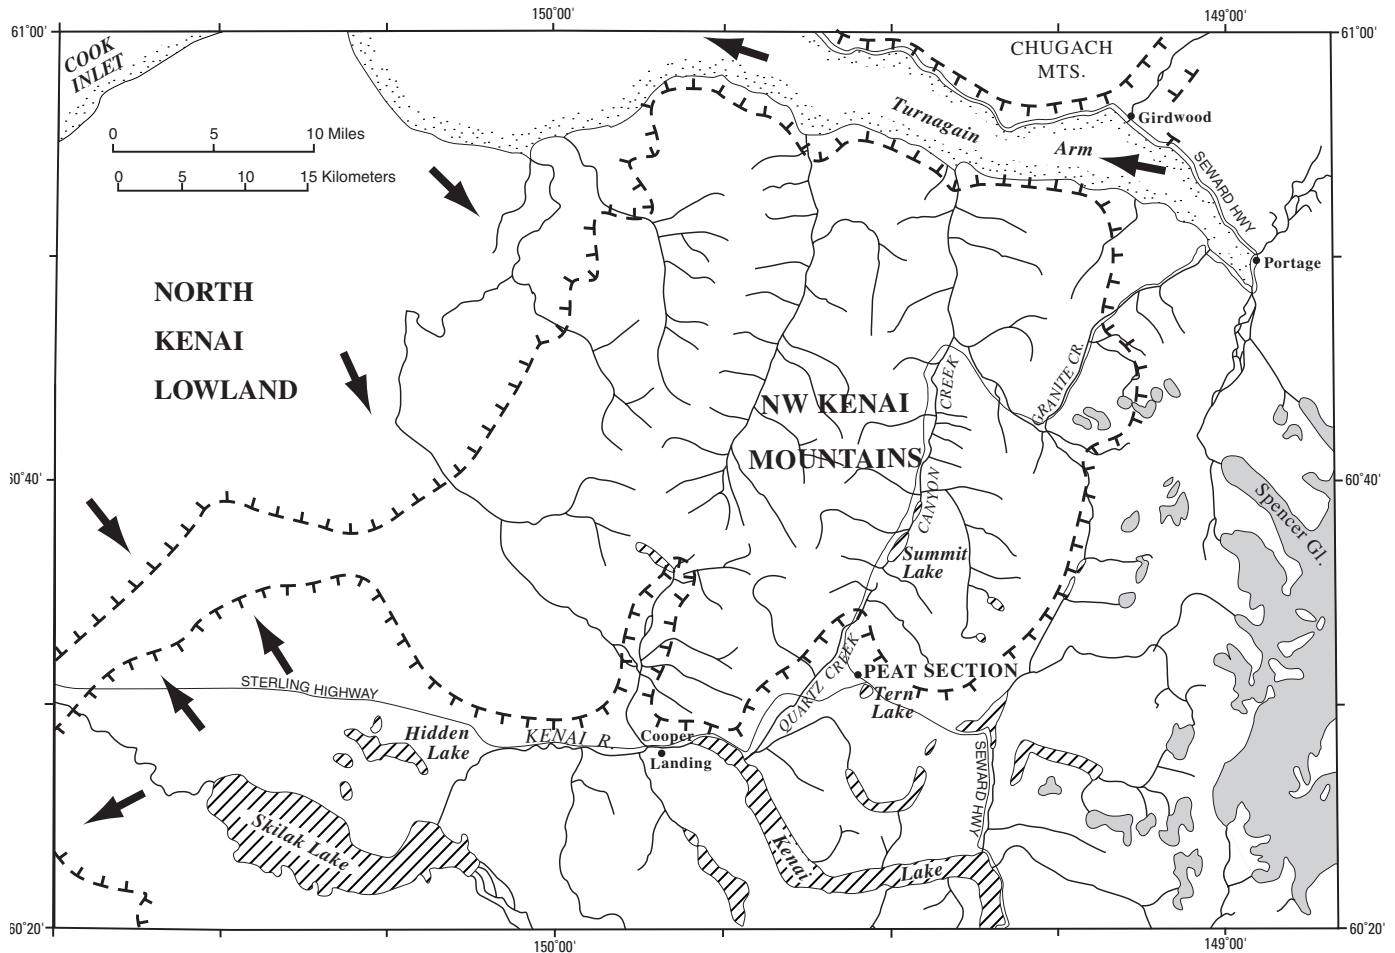 150°00'
149°00'
61°00'
61°00'
COOK
INLET
CHUGACH
MTS.
Turnagain
Arm
Girdwood
0 5 10 Miles
0 5 10 15 Kilometers
SEWARD HWY
Portage
NORTH
KENAI
LOWLAND
NW KENAI
MOUNTAINS
CREEK
CANYON
GRANITE CR.
60°40'
60°40'
Spencer Gl.
Summit
Lake
PEAT SECTION
QUARTZ CREEK
Tern
Lake
STERLING HIGHWAY
Hidden
Lake
KENAI R.
Cooper
Landing
SEWARD HWY
Skilak Lake
Kenai
Lake
60°20'
60°20'
150°00'
149°00'